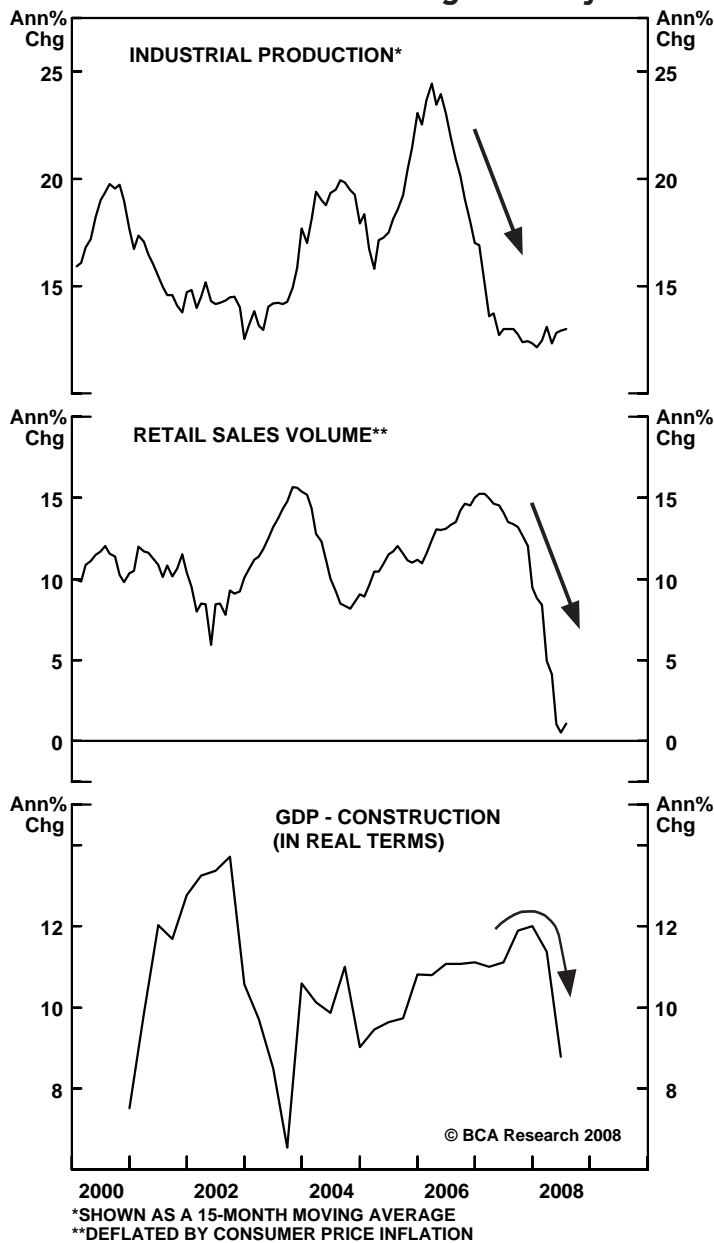 Ann% Chg
Ann% Chg
INDUSTRIAL PRODUCTION*
25
25
20
20
15
15
Ann% Chg
Ann% Chg
RETAIL SALES VOLUME**
15
15
10
10
5
5
0
0
Ann% Chg
Ann% Chg
GDP - CONSTRUCTION
(IN REAL TERMS)
12
12
10
10
8
8
© BCA Research 2008
2000 2002 2004 2006 2008
*SHOWN AS A 15-MONTH MOVING AVERAGE
**DEFLATED BY CONSUMER PRICE INFLATION